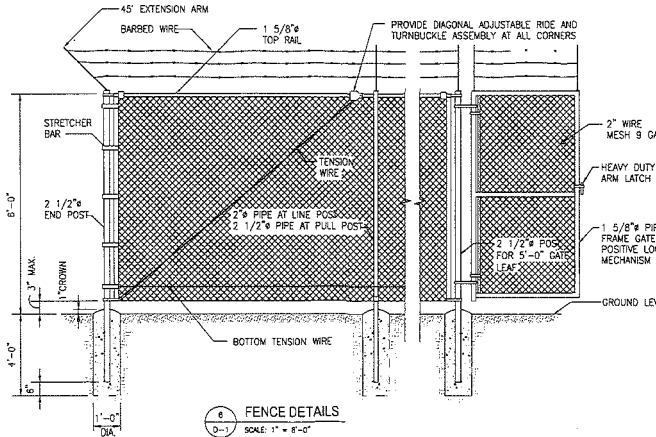 45' EXTENSION ARM
BARBED WIRE
1 5/8"ø
TOP RAIL
PROVIDE DIAGONAL ADJUSTABLE RIDE AND
TURNBUCKLE ASSEMBLY AT ALL CORNERS
STRETCHER
BAR
2" WIRE
MESH 9 GA
TENSION
WIRE
HEAVY DUTY
ARM LATCH
6'-0"
2 1/2"ø
END POST
2"ø PIPE AT LINE POST
2 1/2"ø PIPE AT PULL POST
2 1/2"ø POST
FOR 5'-0" GATE
LEAF
1 5/8"ø PIP
FRAME GATE
POSITIVE LOC
MECHANISM
3" MAX.
1"CROWN
GROUND LEV
BOTTOM TENSION WIRE
4'-0"
6"
1'-0"
DIA.
6
D-1
FENCE DETAILS
SCALE: 1" = 8'-0"